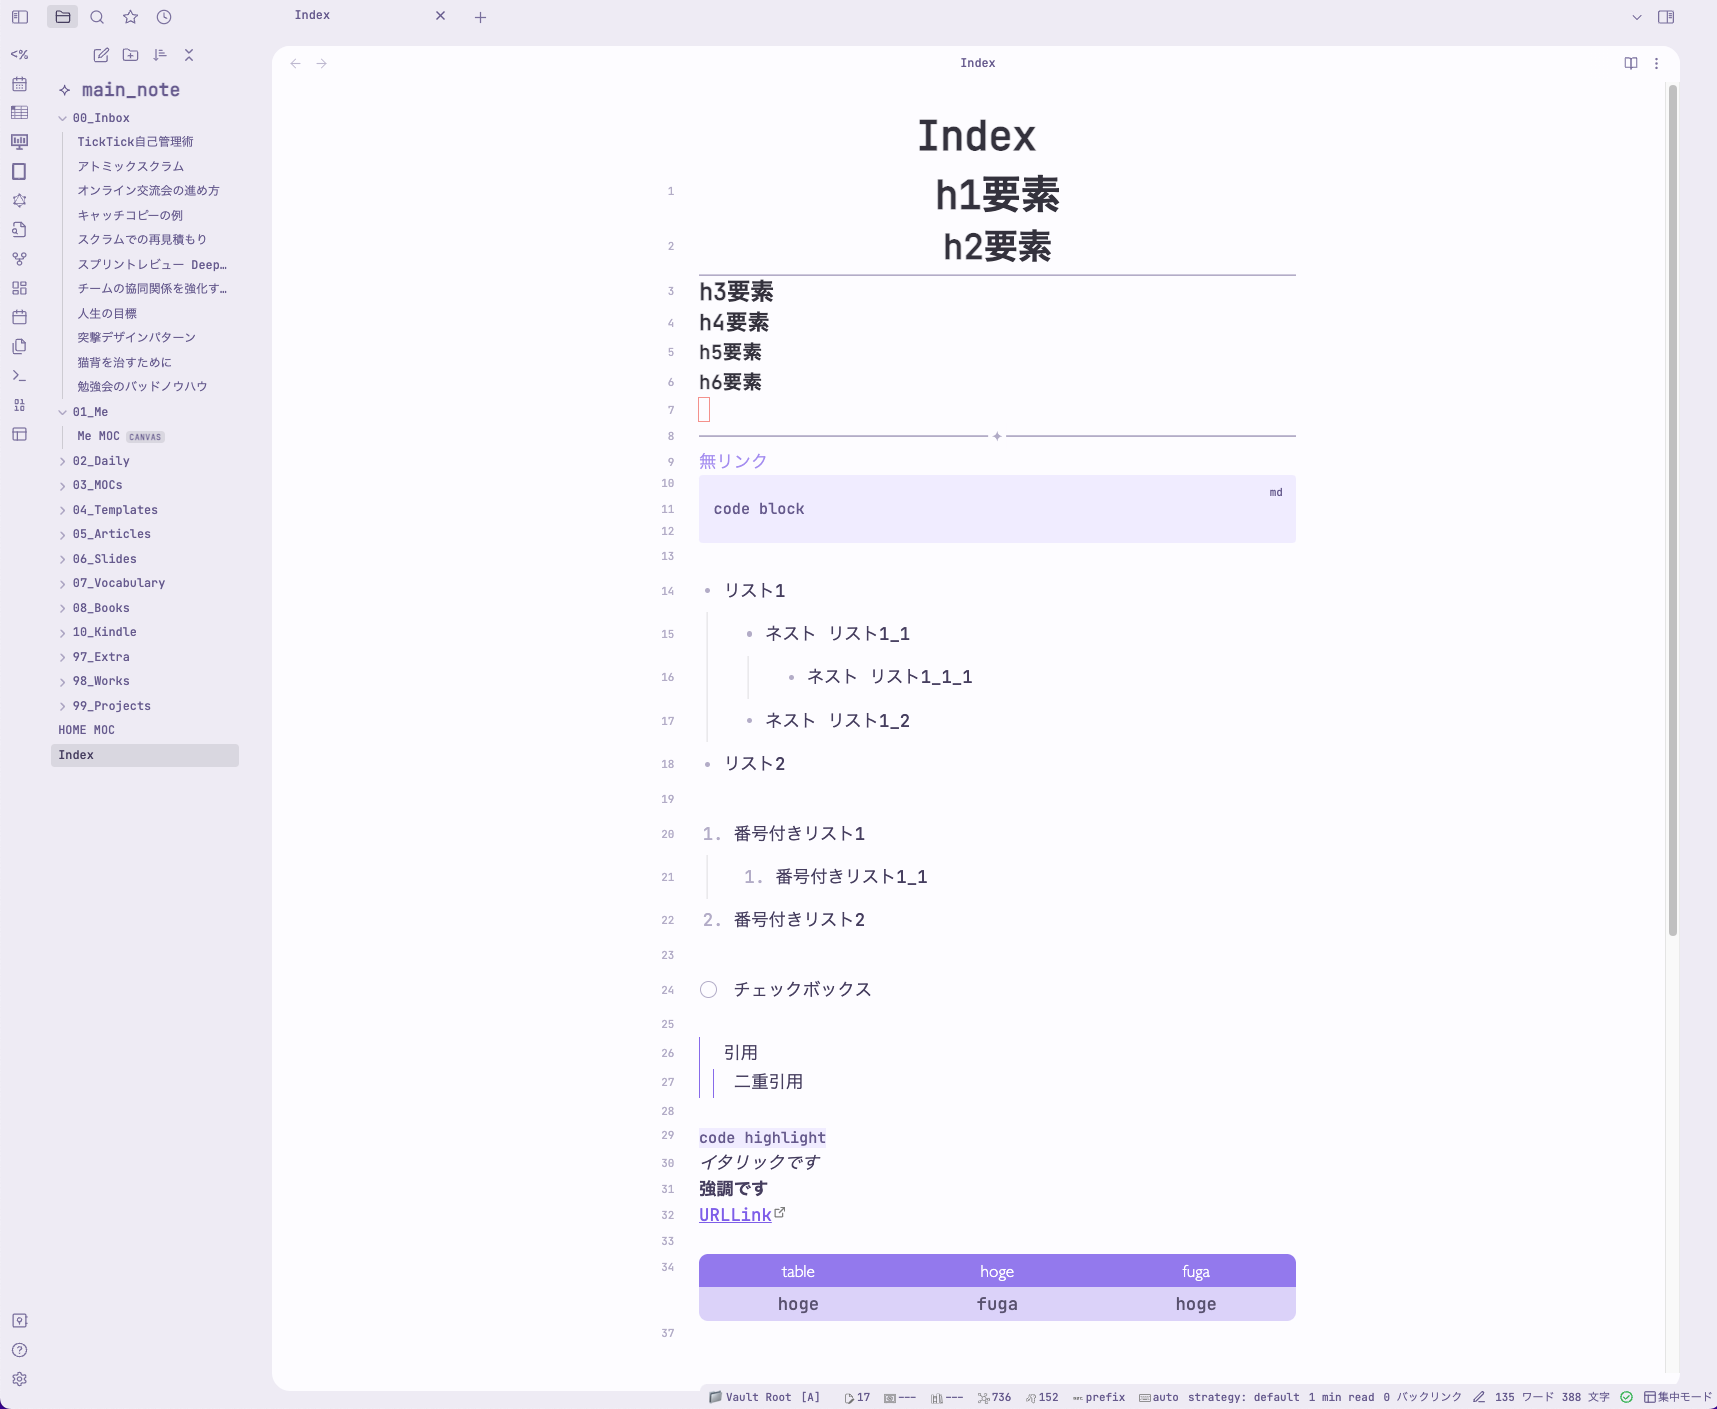 Index
<%
main_note
00_Inbox
TickTick自己管理術
アトミックスクラム
オンライン交流会の進め方
キャッチコピーの例
スクラムでの再見積もり
スプリントレビュー Deep…
チームの協同関係を強化す…
人生の目標
突撃デザインパターン
猫背を治すために
勉強会のバッドノウハウ
01_Me
Me MOC CANVAS
02_Daily
03_MOCs
04_Templates
05_Articles
06_Slides
07_Vocabulary
08_Books
10_Kindle
97_Extra
98_Works
99_Projects
HOME MOC
Index
Index
Index
1 h1要素
2 h2要素
3 h3要素
4 h4要素
5 h5要素
6 h6要素
7
8
9 無リンク
10 md
11 code block
12
13
14 • リスト1
15 • ネスト リスト1_1
16 • ネスト リスト1_1_1
17 • ネスト リスト1_2
18 • リスト2
19
20 1. 番号付きリスト1
21 1. 番号付きリスト1_1
22 2. 番号付きリスト2
23
24 チェックボックス
25
26 引用
27 二重引用
28
29 code highlight
30 イタリックです
31 強調です
32 URLLink
33
34 table hoge fuga
hoge fuga hoge
37
Vault Root [A] 17 --- --- 736 152 prefix auto strategy: default 1 min read 0 バックリンク 135 ワード 388 文字 集中モード